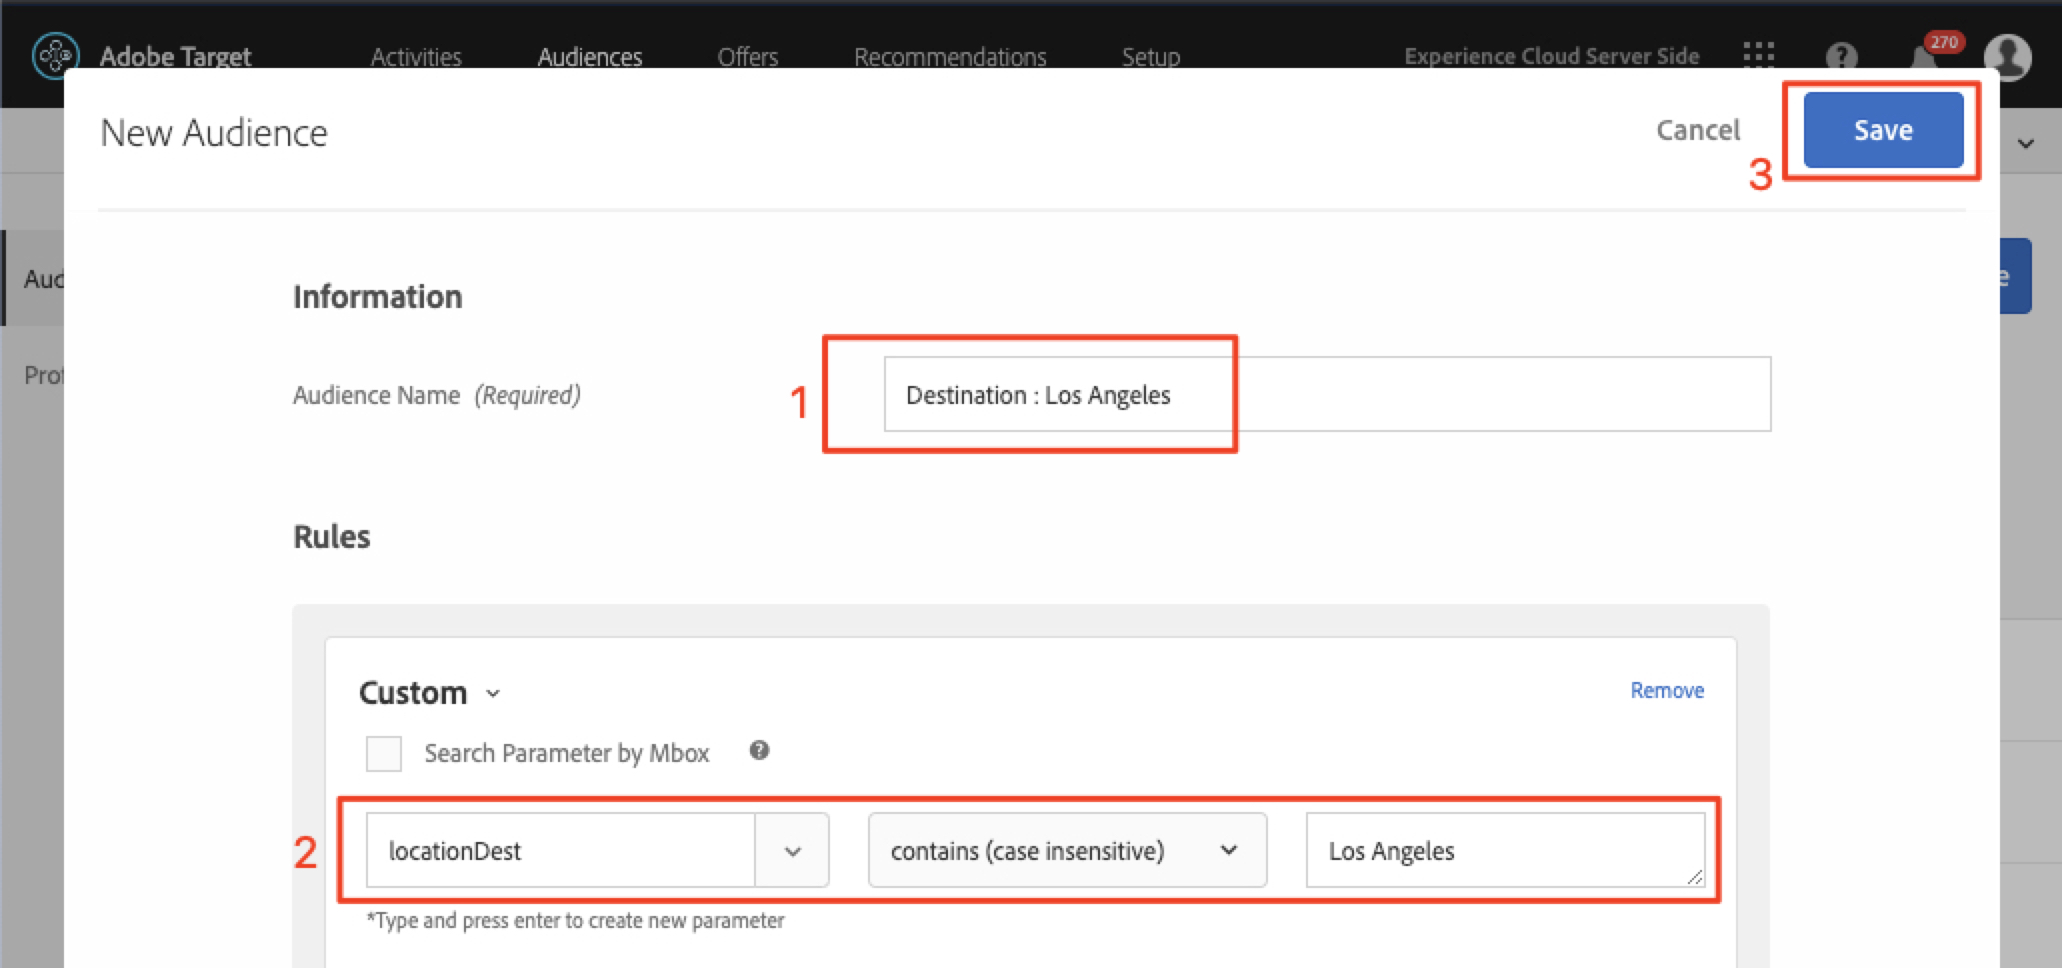 Adobe Target Activities Audiences Offers Recommendations Setup Experience Cloud Server Side 270
New Audience Cancel Save
3
Aud
Information
Prof
Audience Name (Required) 1 Destination : Los Angeles
Rules
Custom Remove
Search Parameter by Mbox
2 locationDest contains (case insensitive) Los Angeles
*Type and press enter to create new parameter